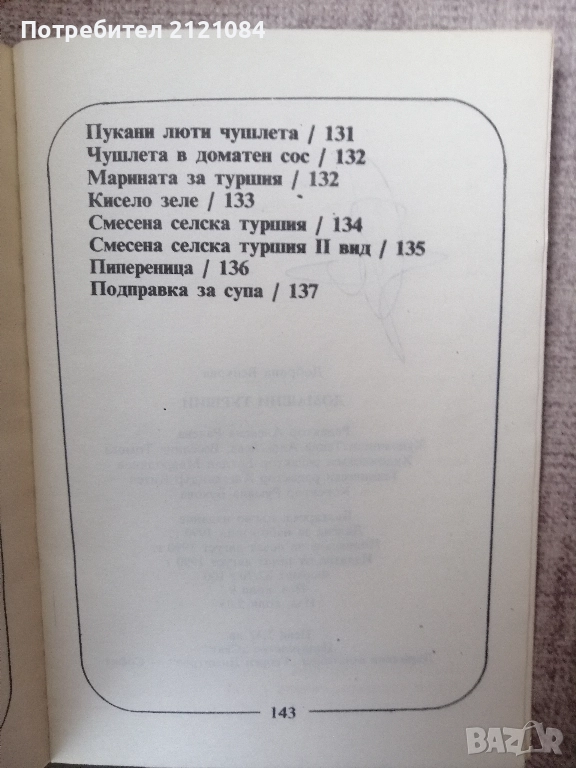 Потребител 2121084
Пукани люти чушлета / 131
Чушлета в доматен сос / 132
Марината за туршия / 132
Кисело зеле / 133
Смесена селска туршия / 134
Смесена селска туршия II вид / 135
Пипереница / 136
Подправка за супа / 137
143
BAZAR